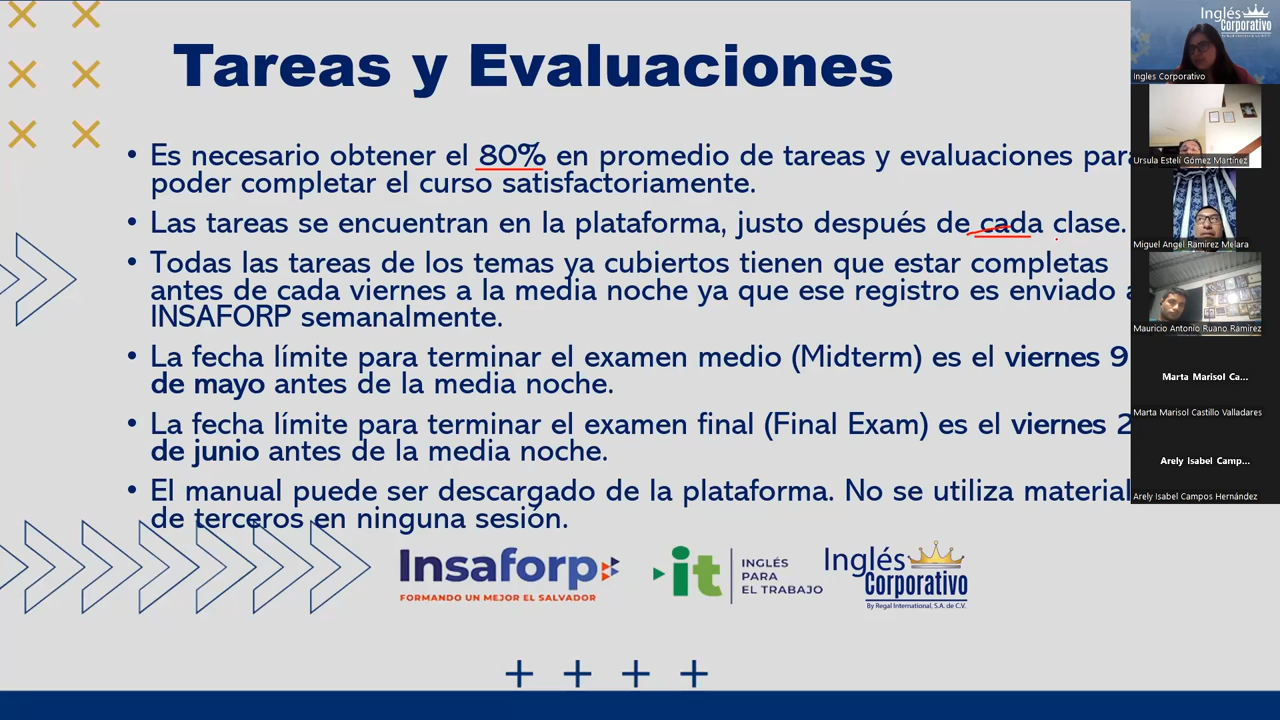 Tareas y Evaluaciones
• Es necesario obtener el 80% en promedio de tareas y evaluaciones para
poder completar el curso satisfactoriamente.
• Las tareas se encuentran en la plataforma, justo después de cada clase.
• Todas las tareas de los temas ya cubiertos tienen que estar completas
antes de cada viernes a la media noche ya que ese registro es enviado a
INSAFORP semanalmente.
• La fecha límite para terminar el examen medio (Midterm) es el viernes 9
de mayo antes de la media noche.
• La fecha límite para terminar el examen final (Final Exam) es el viernes 2
de junio antes de la media noche.
• El manual puede ser descargado de la plataforma. No se utiliza material
de terceros en ninguna sesión.
Insaforp
FORMANDO UN MEJOR EL SALVADOR
it
INGLÉS
PARA
EL TRABAJO
Inglés
Corporativo
By Regal International, S.A. de C.V.
Inglés
Corporativo
Ingles Corporativo
Ursula Estelí Gómez Martínez
Miguel Angel Ramirez Melara
Mauricio Antonio Ruano Ramirez
Marta Marisol Ca...
Marta Marisol Castillo Valladares
Arely Isabel Camp...
Arely Isabel Campos Hernández